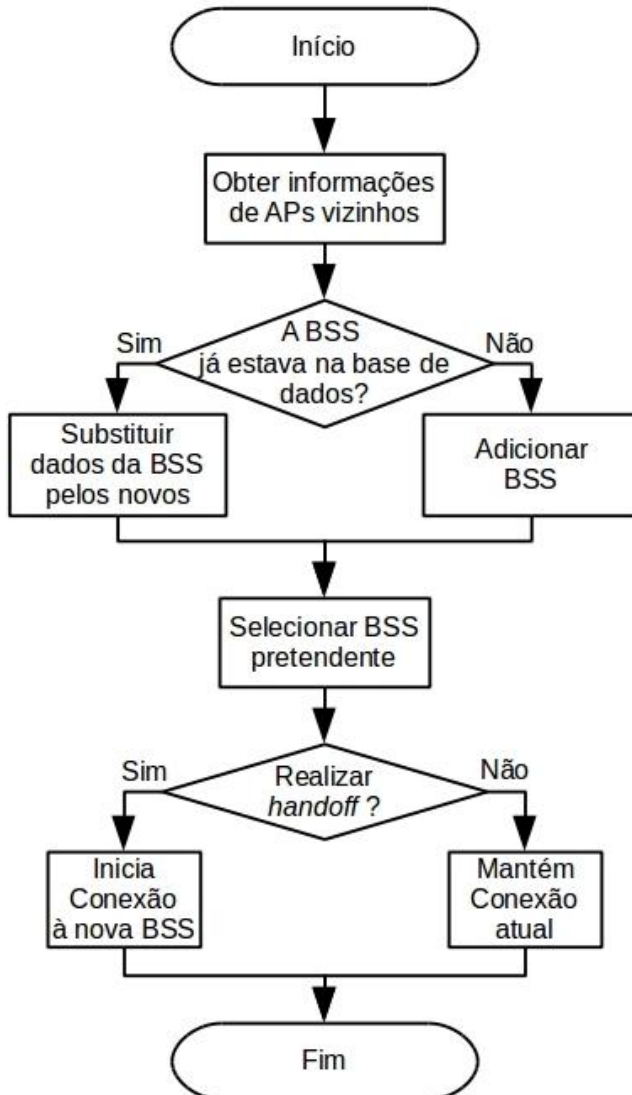 Início
Obter informações
de APs vizinhos
A BSS
já estava na base de
dados?
Sim
Não
Substituir
dados da BSS
pelos novos
Adicionar
BSS
Selecionar BSS
pretendente
Realizar
handoff ?
Sim
Não
Inicia
Conexão
à nova BSS
Mantém
Conexão
atual
Fim